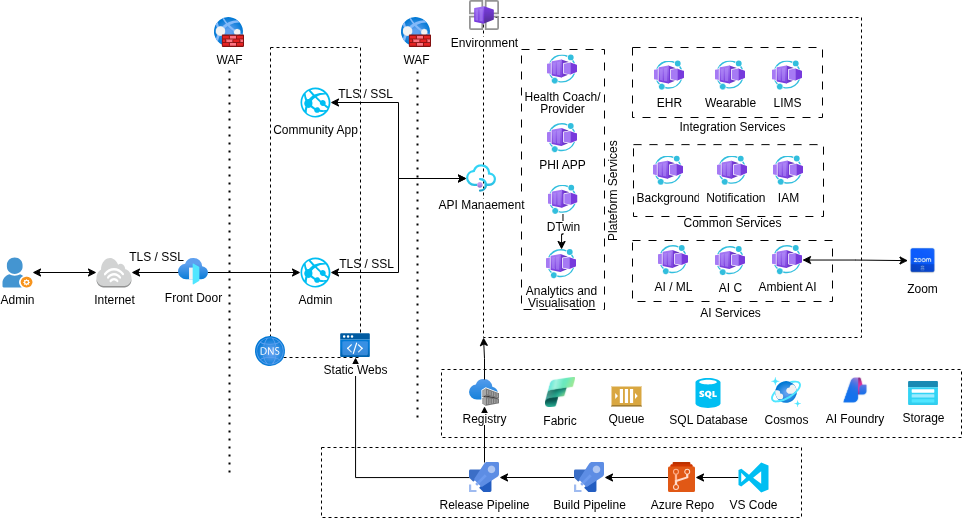 WAF
WAF
Environment
TLS / SSL
Community App
Health Coach/
Provider
EHR
Wearable
LIMS
Integration Services
PHI APP
Plateform Services
Background
Notification
IAM
Common Services
API Manaement
DTwin
TLS / SSL
TLS / SSL
Admin
Internet
Front Door
Admin
Analytics and
Visualisation
AI / ML
AI C
Ambient AI
AI Services
zoom
Zoom
DNS
Static Webs
Registry
Fabric
Queue
SQL
SQL Database
Cosmos
AI Foundry
Storage
Release Pipeline
Build Pipeline
Azure Repo
VS Code